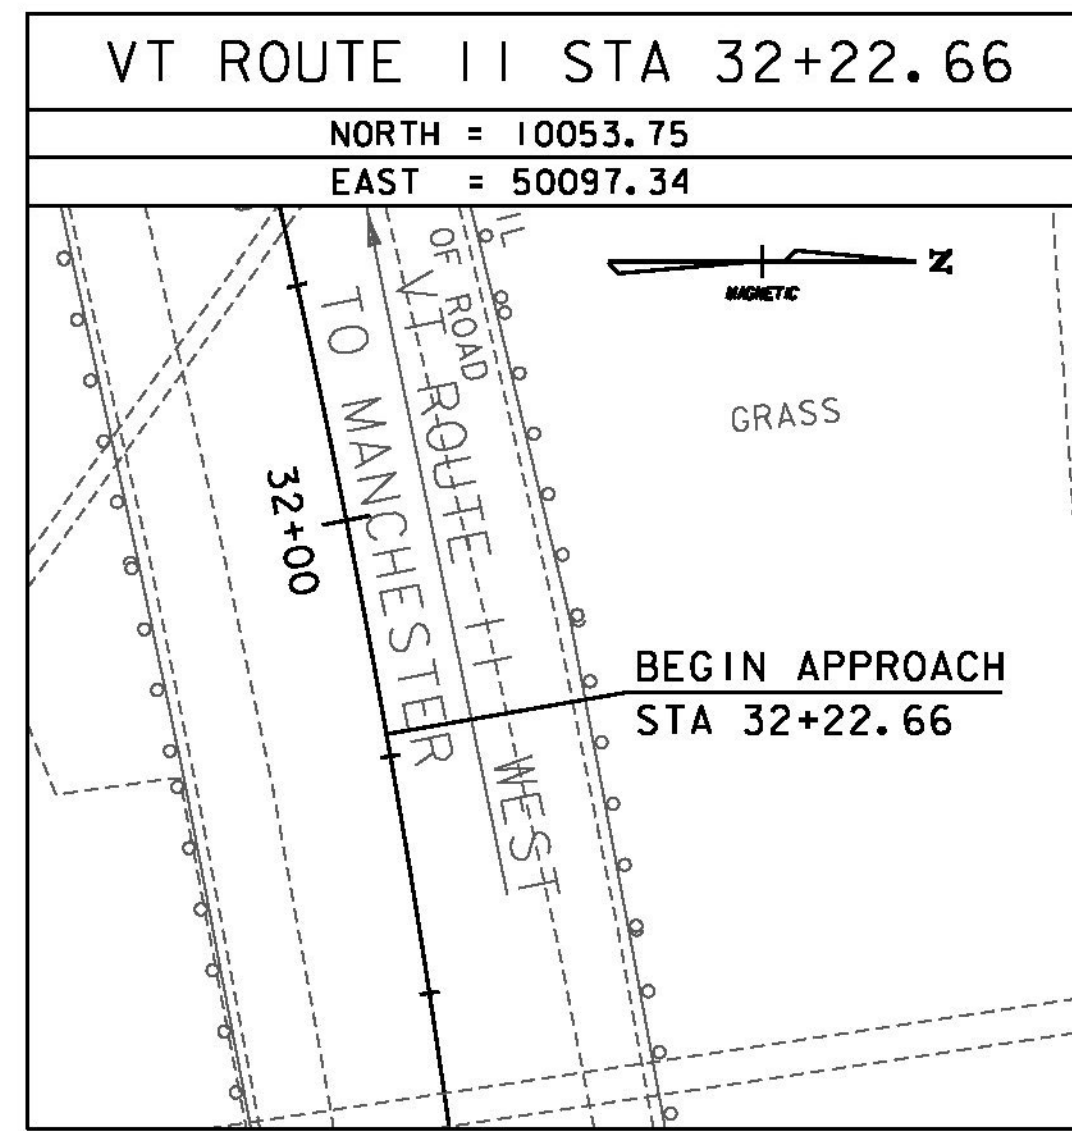 VT ROUTE 11 STA 32+22.66
NORTH = 10053.75
EAST = 50097.34
IL
OF ROAD
N
MAGNETIC
VT ROUTE 11 WEST
TO MANCHESTER
GRASS
32+00
BEGIN APPROACH
STA 32+22.66